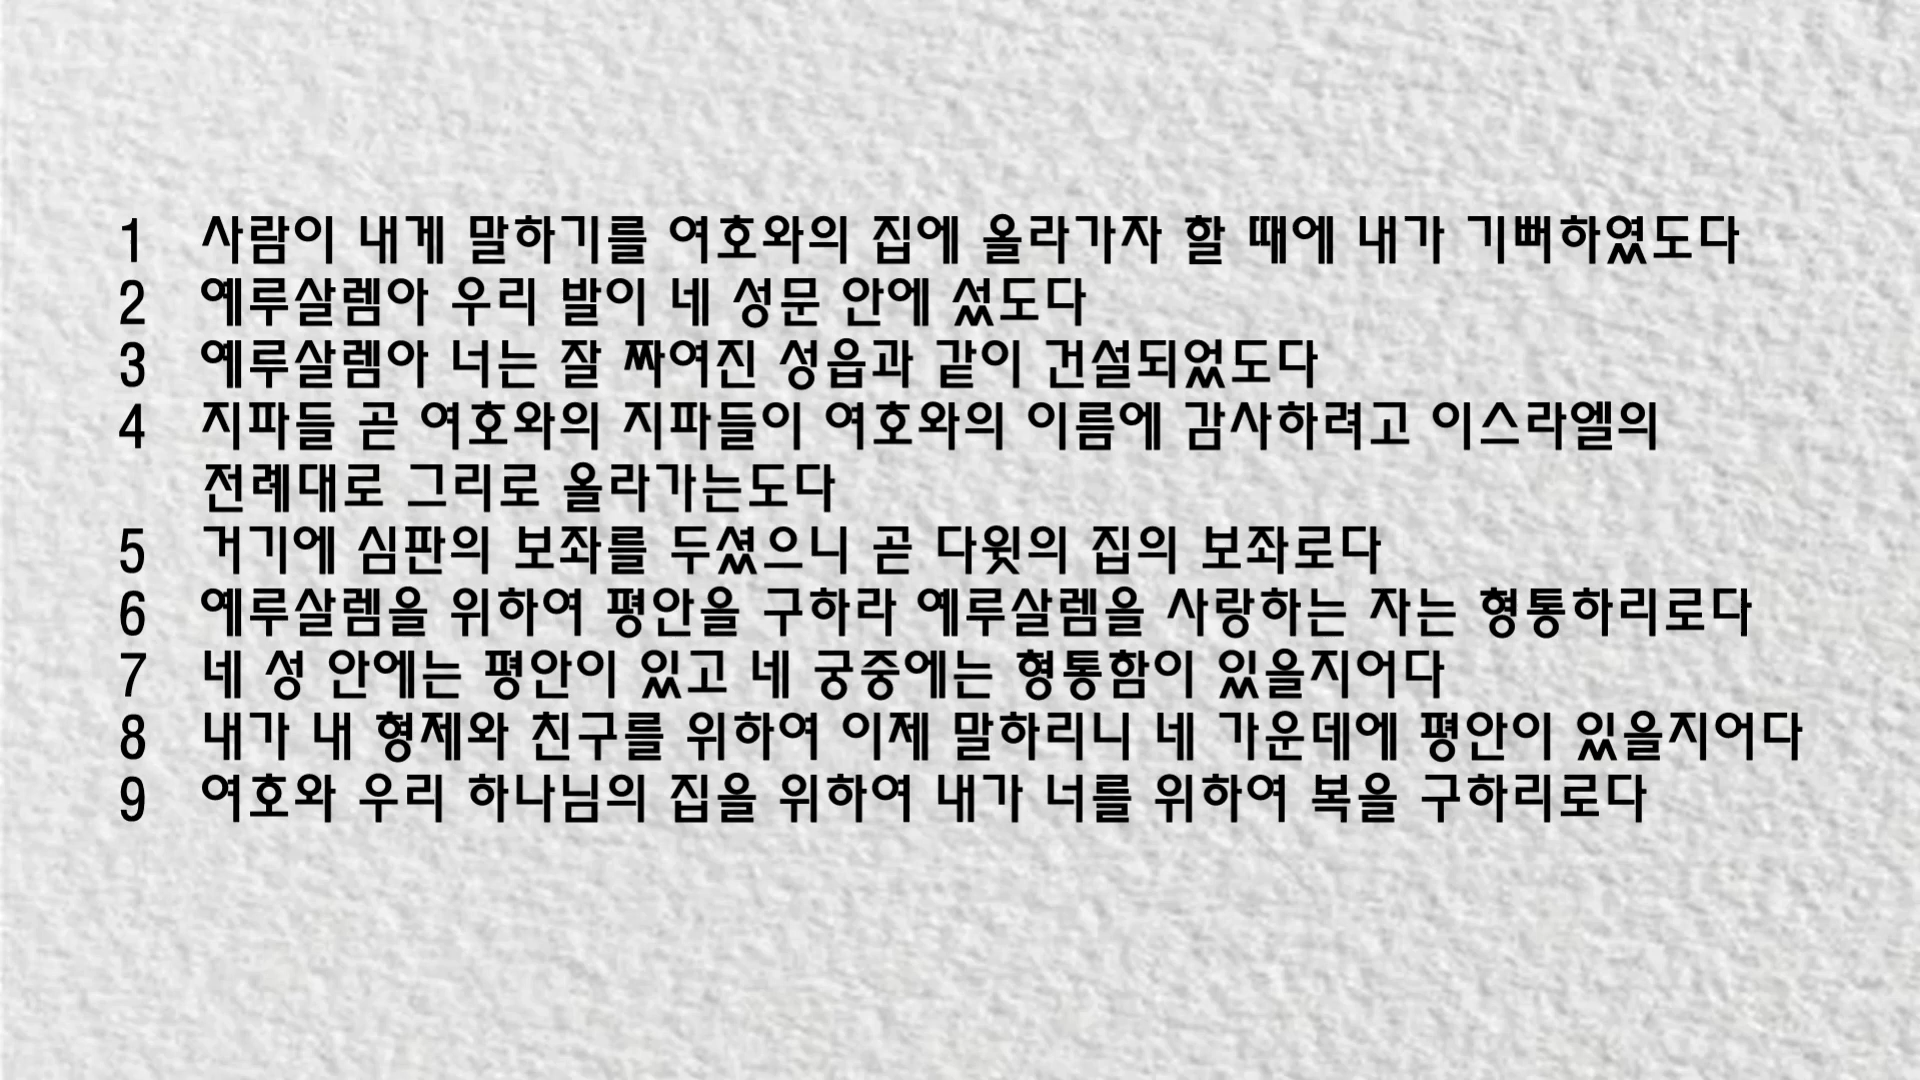 1 사람이 내게 말하기를 여호와의 집에 올라가자 할 때에 내가 기뻐하였도다
2 예루살렘아 우리 발이 네 성문 안에 섰도다
3 예루살렘아 너는 잘 짜여진 성읍과 같이 건설되었도다
4 지파들 곧 여호와의 지파들이 여호와의 이름에 감사하려고 이스라엘의
전례대로 그리로 올라가는도다
5 거기에 심판의 보좌를 두셨으니 곧 다윗의 집의 보좌로다
6 예루살렘을 위하여 평안을 구하라 예루살렘을 사랑하는 자는 형통하리로다
7 네 성 안에는 평안이 있고 네 궁중에는 형통함이 있을지어다
8 내가 내 형제와 친구를 위하여 이제 말하리니 네 가운데에 평안이 있을지어다
9 여호와 우리 하나님의 집을 위하여 내가 너를 위하여 복을 구하리로다